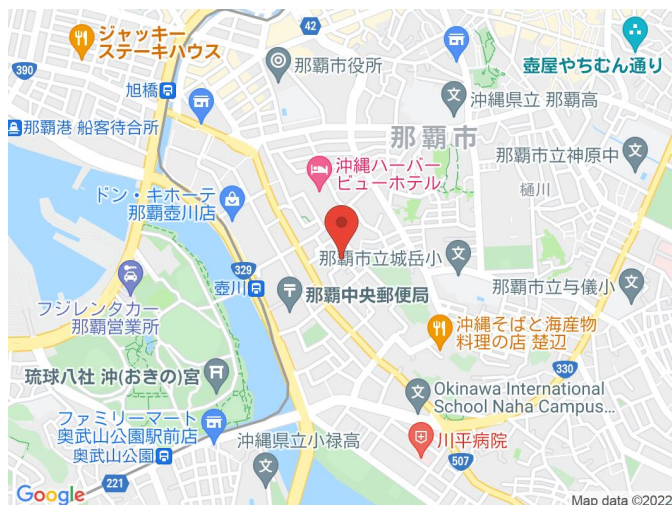 42
ジャッキー
ステーキハウス
那覇市役所
壺屋やちむん通り
390
旭橋
沖縄県立 那覇高
那覇港 船客待合所
那覇市
那覇市立神原中
沖縄ハーバー
ビューホテル
樋川
ドン・キホーテ
那覇壺川店
那覇市立城岳小
329
壺川
那覇中央郵便局
那覇市立与儀小
フジレンタカー
那覇営業所
沖縄そばと海産物
料理の店 楚辺
330
琉球八社 沖(おきの)宮
Okinawa International
School Naha Campus...
ファミリーマート
奥武山公園駅前店
沖縄県立小禄高
川平病院
奥武山公園
507
221
Google
Map data ©2022